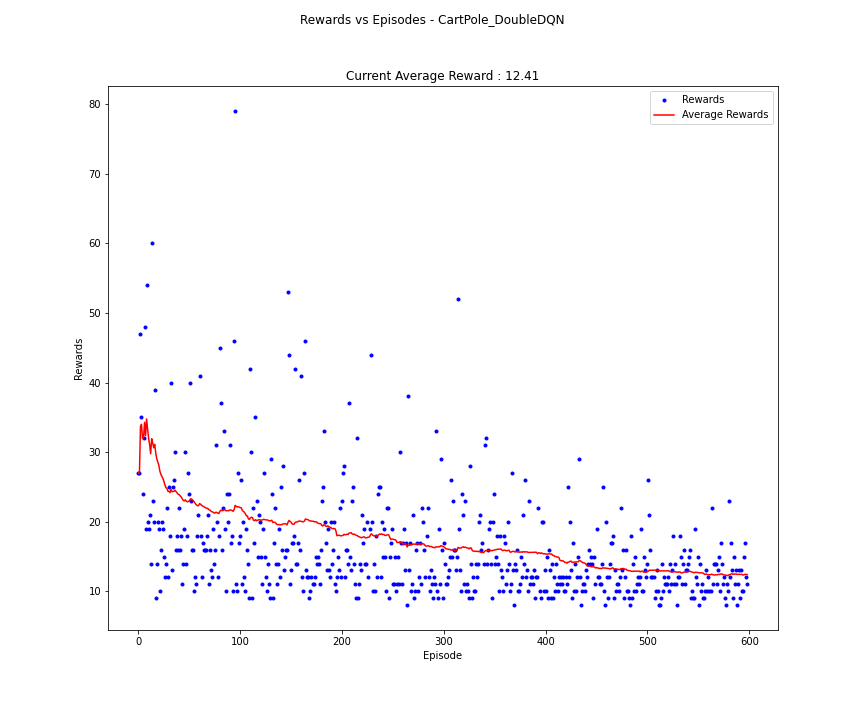 Rewards vs Episodes - CartPole_DoubleDQN
Current Average Reward : 12.41
Rewards
Average Rewards
80
70
60
50
40
30
20
10
Rewards
0
100
200
300
400
500
600
Episode